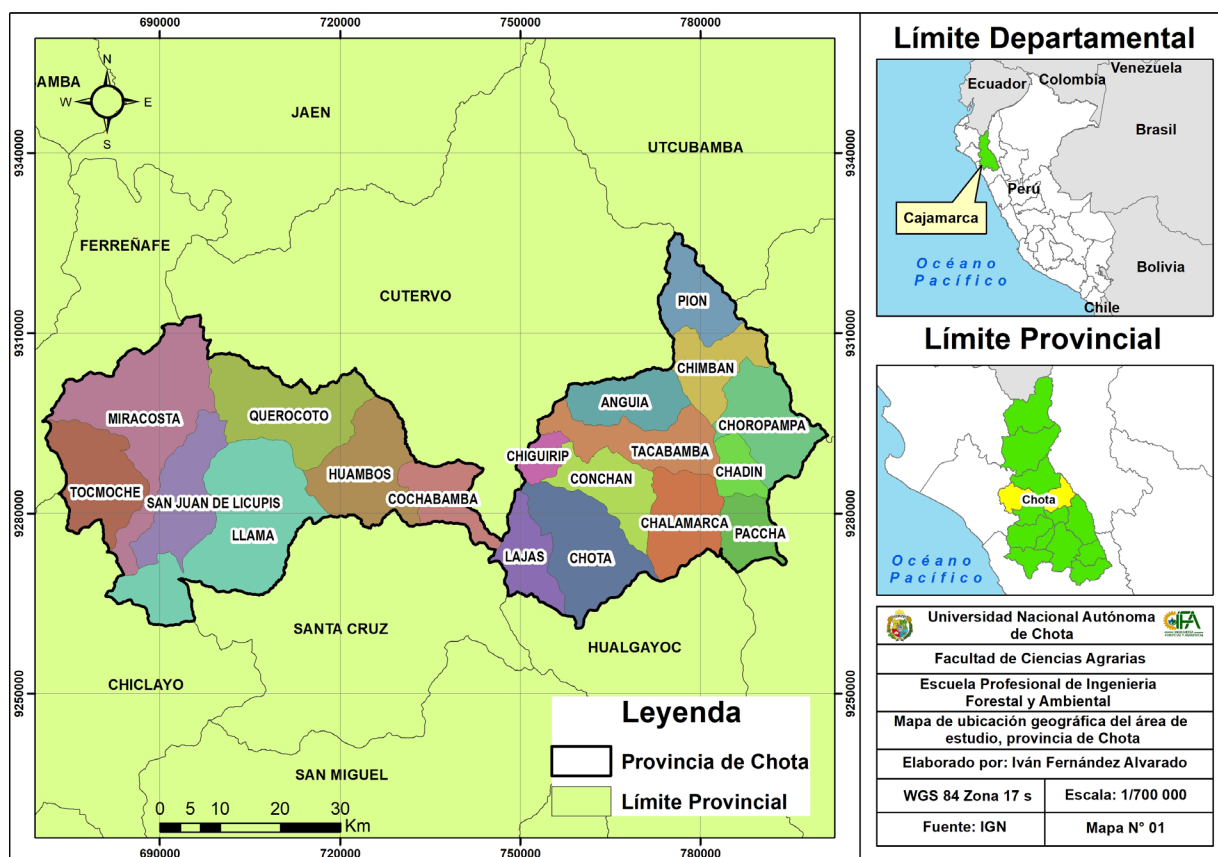 690000
720000
750000
780000
9340000
9310000
9280000
9250000
N
W
E
S
AMBA
JAEN
UTCUBAMBA
FERREÑAFE
CUTERVO
PION
CHIMBAN
ANGUIA
MIRACOSTA
QUEROCOTO
CHOROPAMPA
TACABAMBA
CHIGUIRIP
HUAMBOS
CONCHAN
CHADIN
TOCMOCHE
SAN JUAN DE LICUPIS
COCHABAMBA
CHALAMARCA
PACCHA
LLAMA
LAJAS
CHOTA
SANTA CRUZ
HUALGAYOC
CHICLAYO
SAN MIGUEL
Leyenda
Provincia de Chota
Límite Provincial
0 5 10 20 30
Km
9340000
9310000
9280000
9250000
690000
720000
750000
780000
Límite Departamental
Venezuela
Colombia
Ecuador
Brasil
Perú
Cajamarca
Océano
Pacífico
Bolivia
Chile
Límite Provincial
Chota
Océano
Pacífico
Universidad Nacional Autónoma
de Chota
IFA
Facultad de Ciencias Agrarias
Escuela Profesional de Ingenieria
Forestal y Ambiental
Mapa de ubicación geográfica del área de
estudio, provincia de Chota
Elaborado por: Iván Fernández Alvarado
WGS 84 Zona 17 s
Escala: 1/700 000
Fuente: IGN
Mapa N° 01